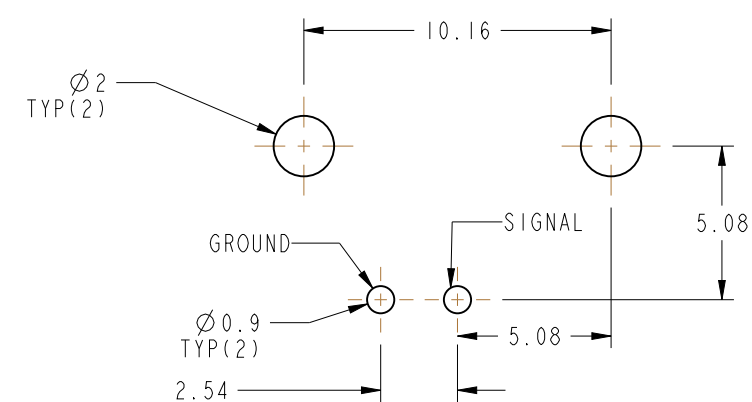 10.16
Ø2
TYP(2)
SIGNAL
5.08
GROUND
Ø0.9
TYP(2)
5.08
2.54